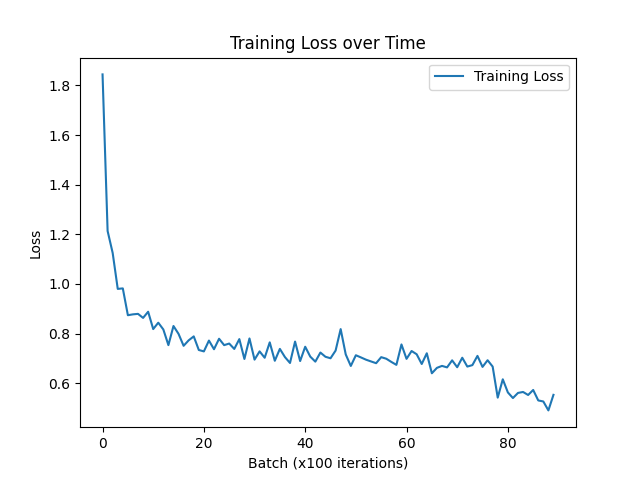 Training Loss over Time
Training Loss
1.8
1.6
1.4
1.2
1.0
0.8
0.6
Loss
0 20 40 60 80
Batch (x100 iterations)